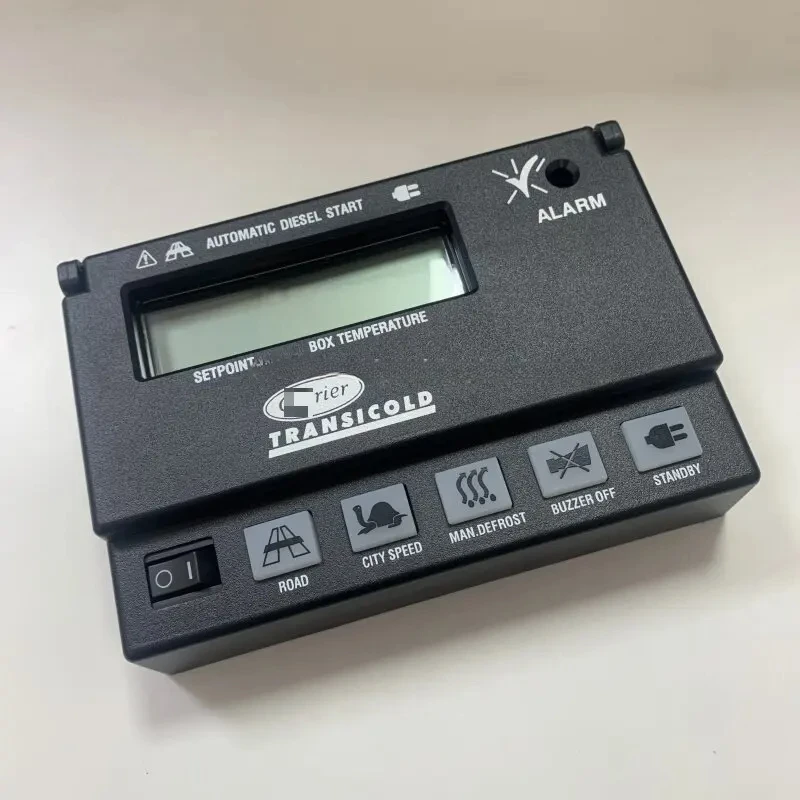 AUTOMATIC DIESEL START
ALARM
SETPOINT
BOX TEMPERATURE
rier
TRANSICOLD
O I
ROAD
CITY SPEED
MAN.DEFROST
BUZZER OFF
STANDBY